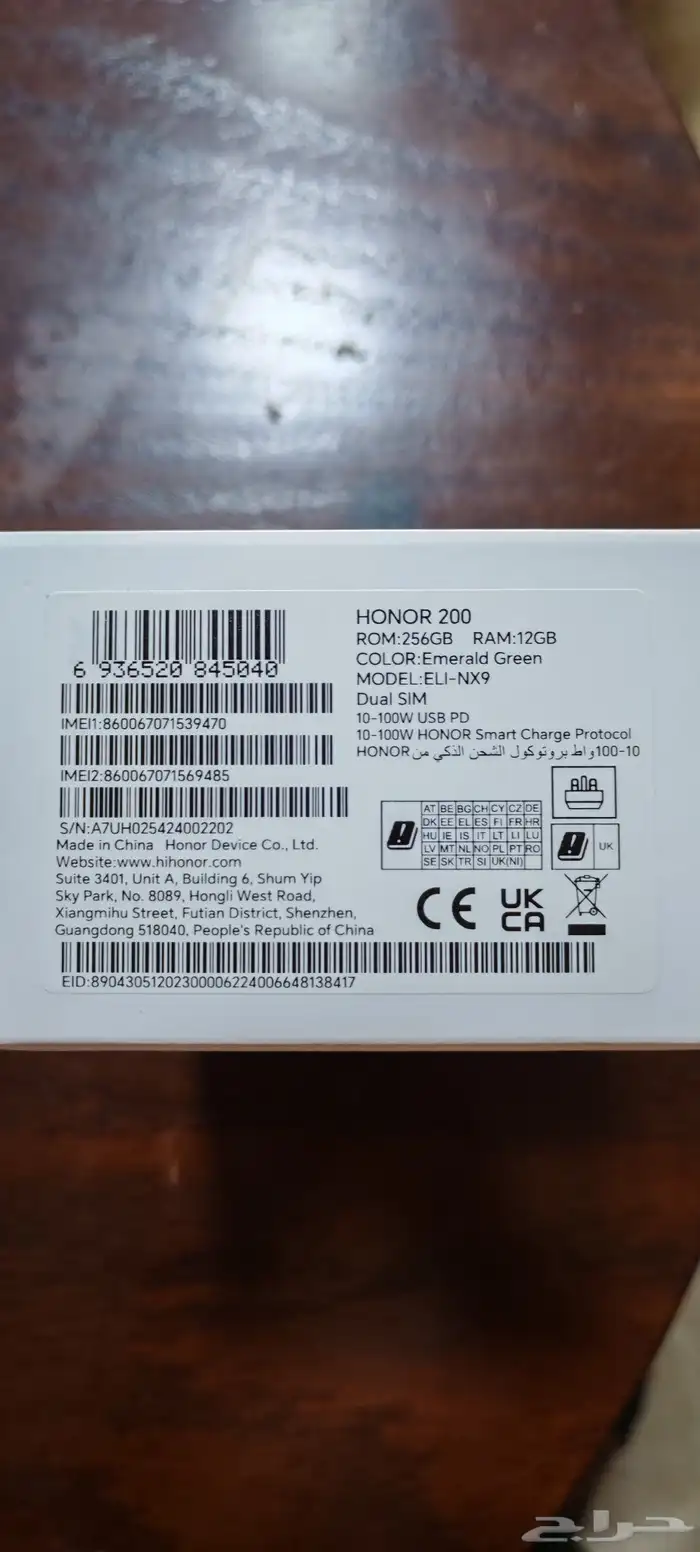 6 936520 845040
IMEI1:860067071539470
IMEI2:860067071569485
S/N:A7UH025424002202
Made in China Honor Device Co., Ltd.
Website:www.hihonor.com
Suite 3401, Unit A, Building 6, Shum Yip
Sky Park, No. 8089, Hongli West Road,
Xiangmihu Street, Futian District, Shenzhen,
Guangdong 518040, People's Republic of China
EID:89043051202300006224006648138417
HONOR 200
ROM:256GB RAM:12GB
COLOR:Emerald Green
MODEL:ELI-NX9
Dual SIM
10-100W USB PD
10-100W HONOR Smart Charge Protocol
10-100واط بروتوكول الشحن الذكي من HONOR
AT BE BG CH CY CZ DE
DK EE EL ES FI FR HR
HU IE IS IT LT LI LU
LV MT NL NO PL PT RO
SE SK TR SI UK(NI)
UK
CE
UK
CA
حراج